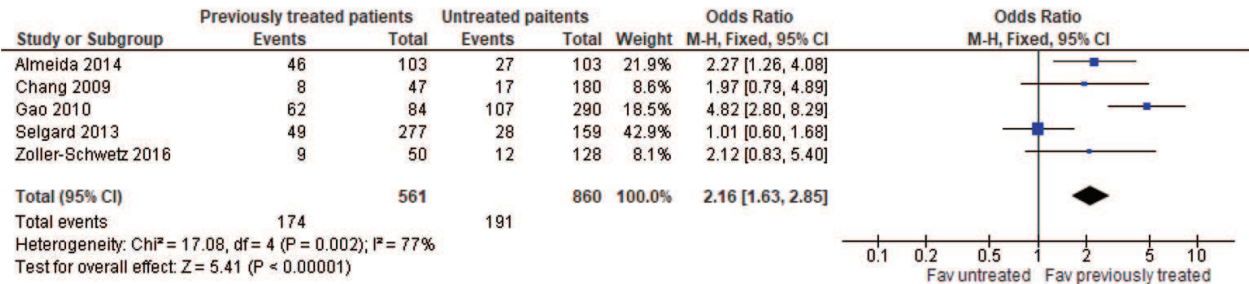 Previously treated patients Untreated paitents Odds Ratio Odds Ratio
Study or Subgroup Events Total Events Total Weight M-H, Fixed, 95% CI M-H, Fixed, 95% CI
Almeida 2014 46 103 27 103 21.9% 2.27 [1.26, 4.08]
Chang 2009 8 47 17 180 8.6% 1.97 [0.79, 4.89]
Gao 2010 62 84 107 290 18.5% 4.82 [2.80, 8.29]
Selgard 2013 49 277 28 159 42.9% 1.01 [0.60, 1.68]
Zoller-Schwetz 2016 9 50 12 128 8.1% 2.12 [0.83, 5.40]
Total (95% CI) 561 860 100.0% 2.16 [1.63, 2.85]
Total events 174 191
Heterogeneity: Chi² = 17.08, df = 4 (P = 0.002); I² = 77%
Test for overall effect: Z = 5.41 (P < 0.00001)
0.1 0.2 0.5 1 2 5 10
Fav untreated Fav previously treated